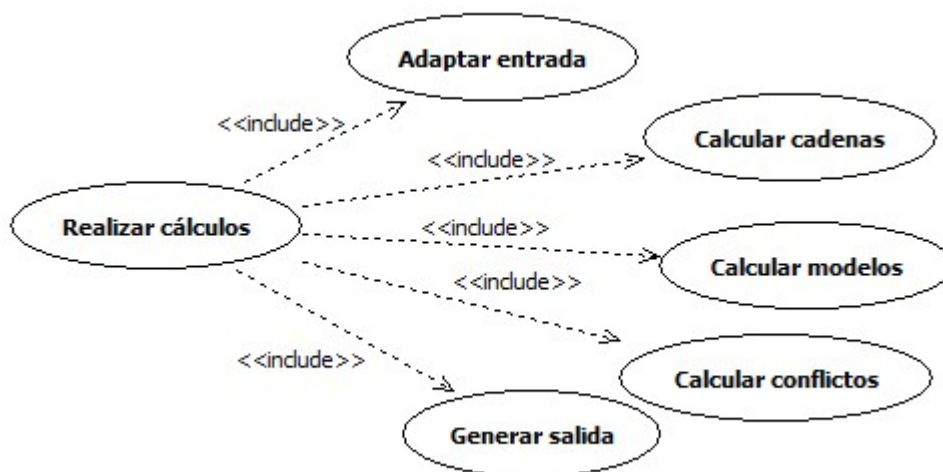 Adaptar entrada
<<include>>
Calcular cadenas
<<include>>
Realizar cálculos
<<include>>
Calcular modelos
<<include>>
Calcular conflictos
<<include>>
Generar salida